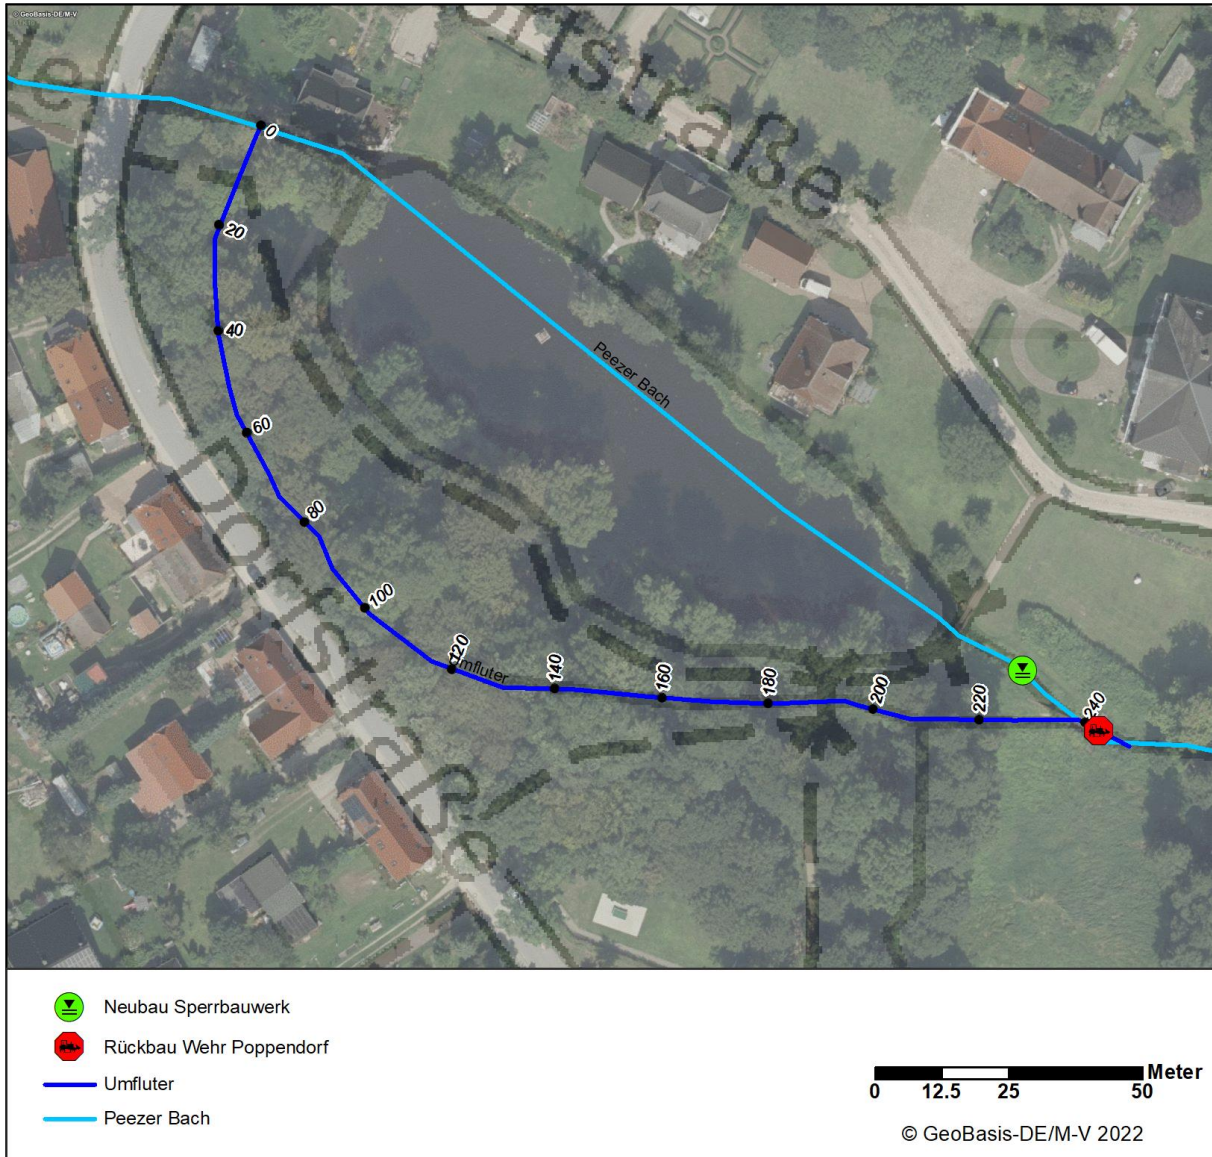 © GeoBasis-DE/M-V
Dorfstraße
0
20
40
60
80
100
120
140
160
180
200
220
240
Peezer Bach
Umfluter
Dorfstraße
Neubau Sperrbauwerk
Rückbau Wehr Poppendorf
Umfluter
Peezer Bach
Meter
0 12.5 25 50
© GeoBasis-DE/M-V 2022